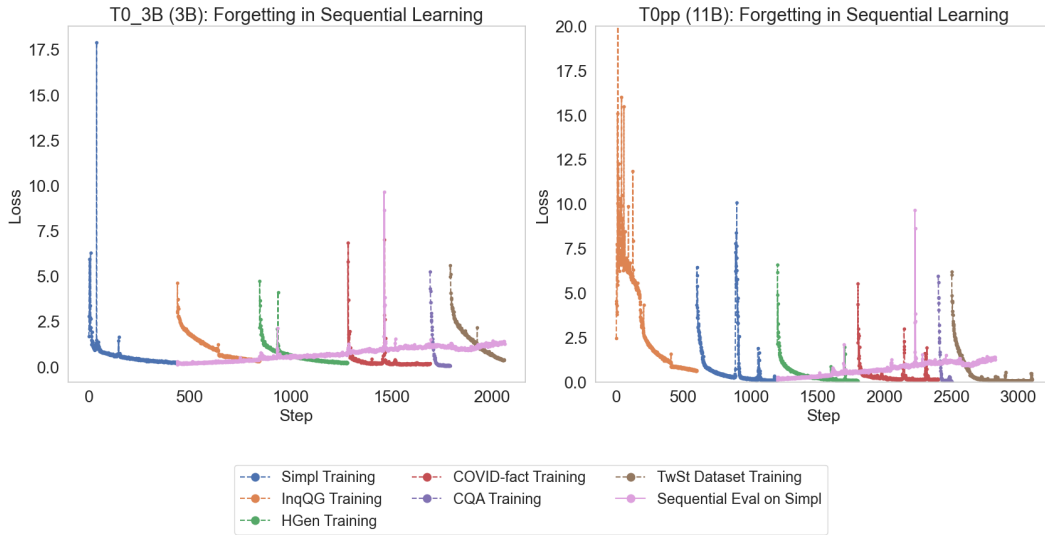 T0_3B (3B): Forgetting in Sequential Learning
T0pp (11B): Forgetting in Sequential Learning
Loss
17.5
15.0
12.5
10.0
7.5
5.0
2.5
0.0
0
500
1000
1500
2000
Step
Loss
20.0
17.5
15.0
12.5
10.0
7.5
5.0
2.5
0.0
0
500
1000
1500
2000
2500
3000
Step
Simpl Training
InqQG Training
HGen Training
COVID-fact Training
CQA Training
TwSt Dataset Training
Sequential Eval on Simpl